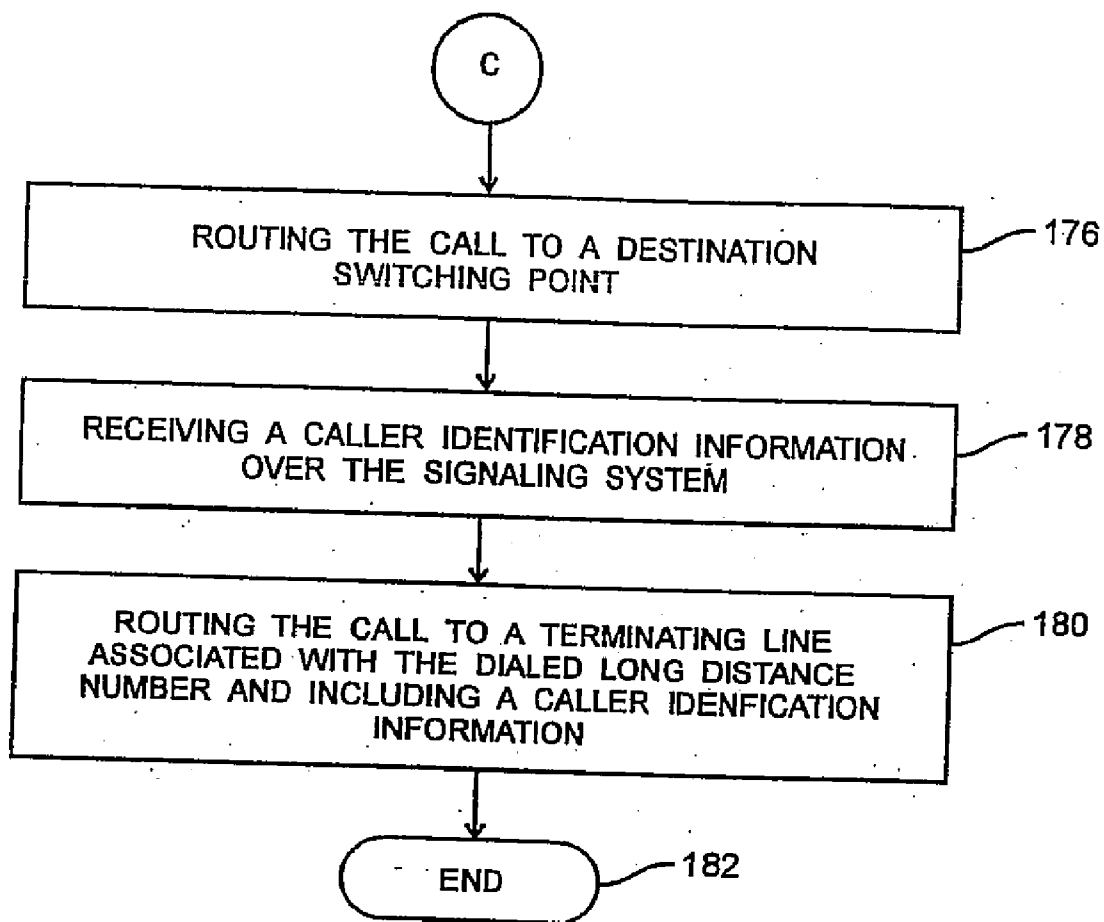 C
ROUTING THE CALL TO A DESTINATION
SWITCHING POINT
176
RECEIVING A CALLER IDENTIFICATION INFORMATION
OVER THE SIGNALING SYSTEM
178
ROUTING THE CALL TO A TERMINATING LINE
ASSOCIATED WITH THE DIALED LONG DISTANCE
NUMBER AND INCLUDING A CALLER IDENFICATION
INFORMATION
180
END
182